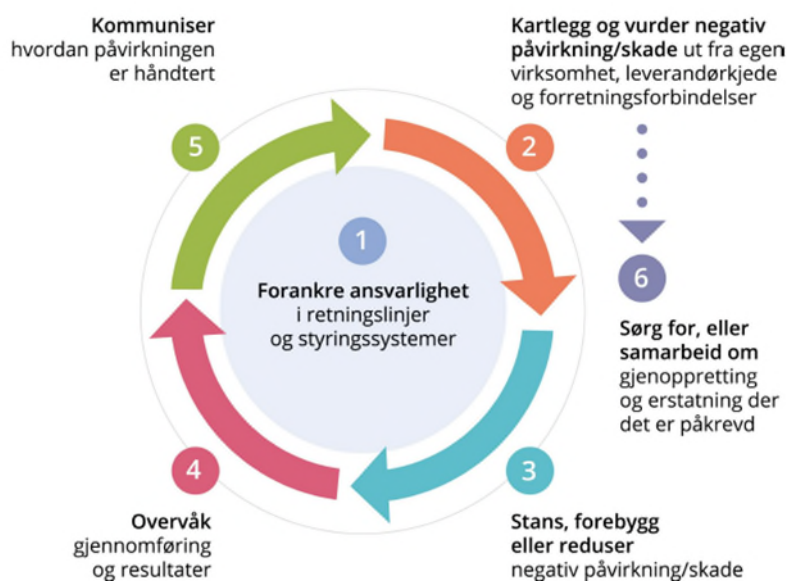 1
Forankre ansvarlighet
i retningslinjer
og styringssystemer
2
Kartlegg og vurder negativ
påvirkning/skade ut fra egen
virksomhet, leverandørkjede
og forretningsforbindelser
3
Stans, forebygg
eller reduser
negativ påvirkning/skade
4
Overvåk
gjennomføring
og resultater
5
Kommuniser
hvordan påvirkningen
er håndtert
6
Sørg for, eller
samarbeid om
gjenoppretting
og erstatning der
det er påkrevd